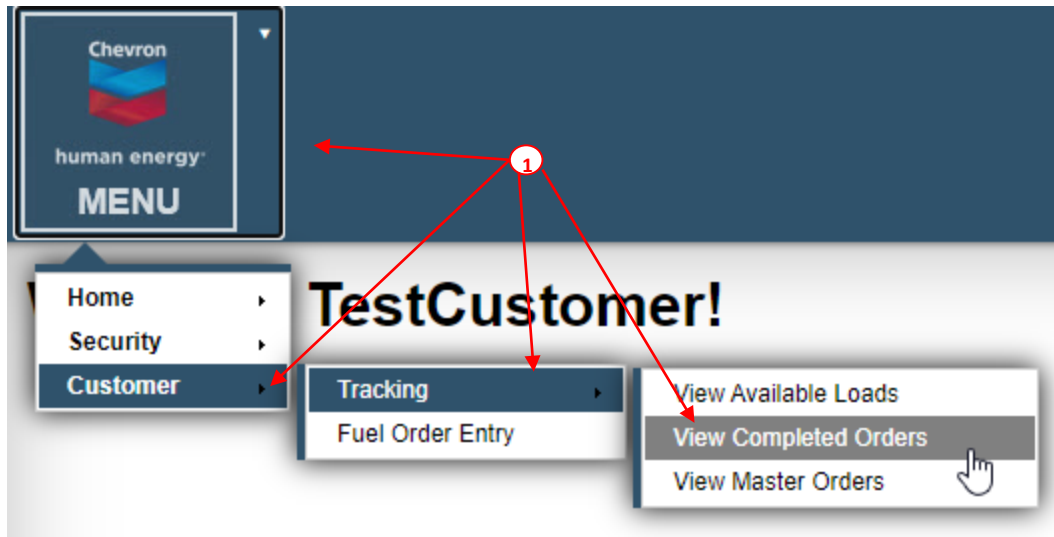 Chevron
human energy
MENU
1
TestCustomer!
Home
Security
Customer
Tracking
Fuel Order Entry
View Available Loads
View Completed Orders
View Master Orders